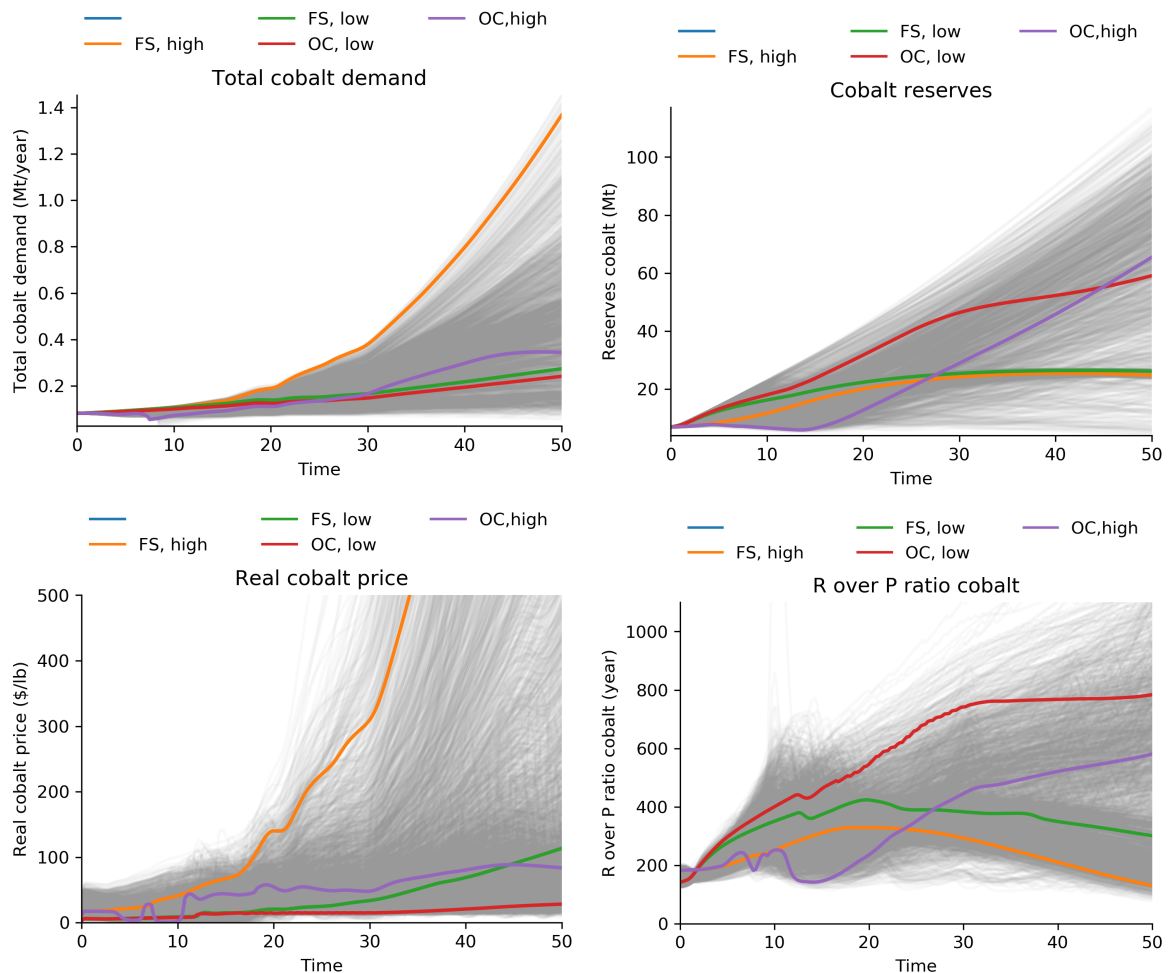 FS, low OC,high
FS, high OC, low
Total cobalt demand
Total cobalt demand (Mt/year)
1.4
1.2
1.0
0.8
0.6
0.4
0.2
0 10 20 30 40 50
Time
FS, low OC,high
FS, high OC, low
Cobalt reserves
Reserves cobalt (Mt)
100
80
60
40
20
0 10 20 30 40 50
Time
FS, low OC,high
FS, high OC, low
Real cobalt price
Real cobalt price ($/lb)
500
400
300
200
100
0
0 10 20 30 40 50
Time
FS, low OC,high
FS, high OC, low
R over P ratio cobalt
R over P ratio cobalt (year)
1000
800
600
400
200
0
0 10 20 30 40 50
Time